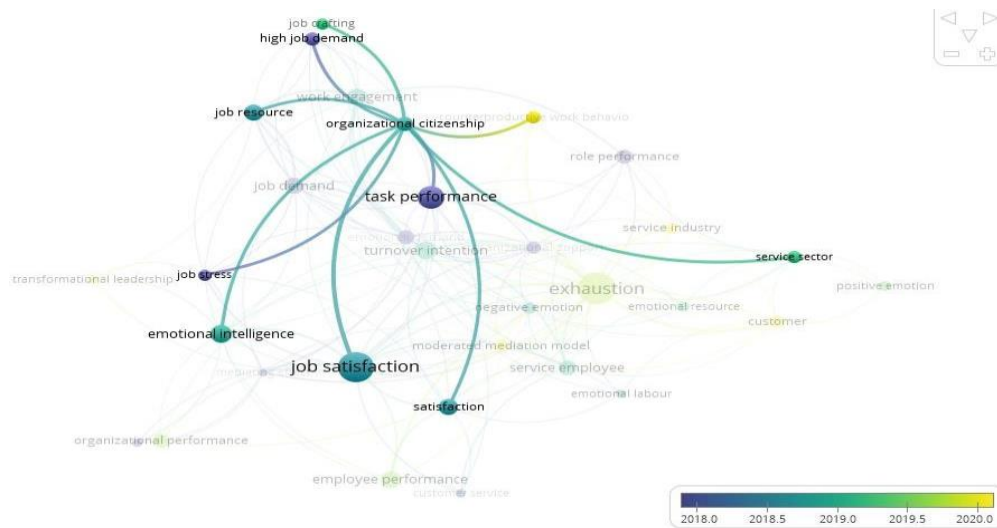 job crafting
high job demand
work engagement
job resource
organizational citizenship
counterproductive work behavio
role performance
job demand
task performance
service industry
turnover intention
service sector
transformational leadership
job stress
exhaustion
positive emotion
negative emotion
emotional resource
customer
emotional intelligence
moderated mediation model
job satisfaction
service employee
emotional labour
satisfaction
organizational performance
employee performance
customer service
2018.0 2018.5 2019.0 2019.5 2020.0